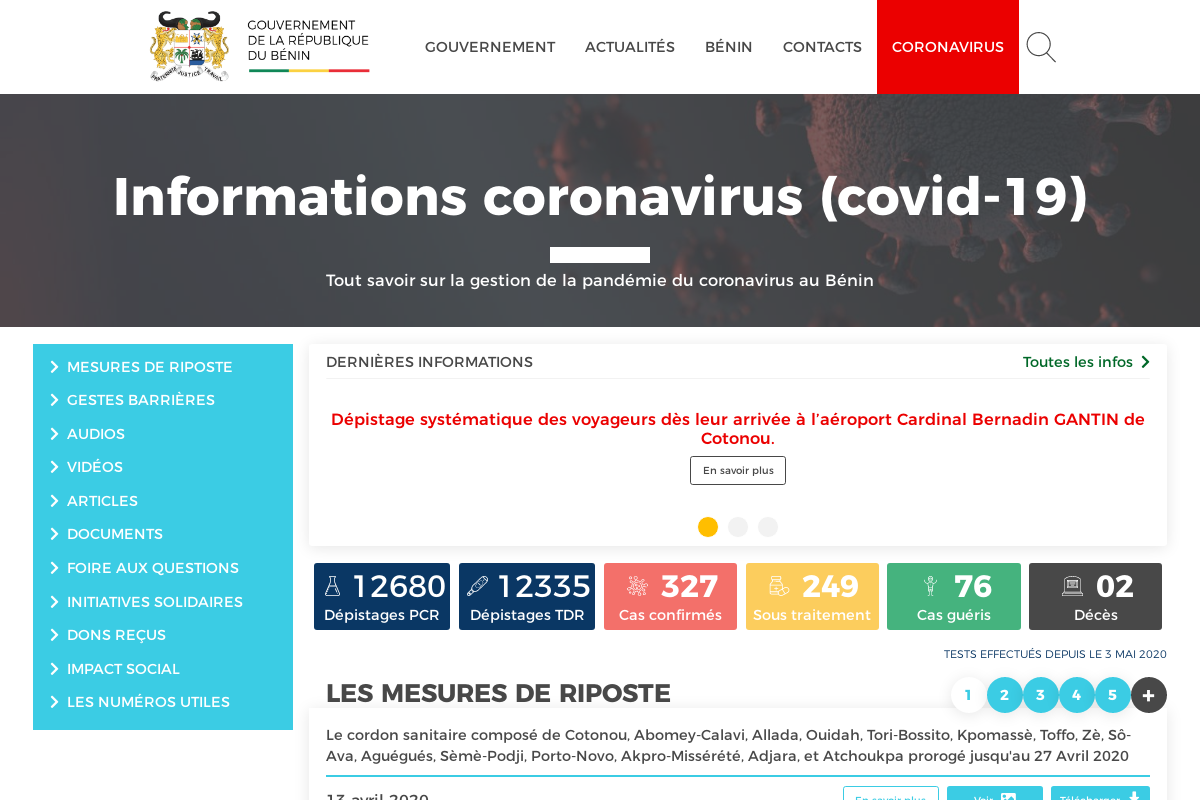 GOUVERNEMENT
DE LA RÉPUBLIQUE
DU BÉNIN
FRATERNITÉ JUSTICE TRAVAIL
GOUVERNEMENT ACTUALITÉS BÉNIN CONTACTS CORONAVIRUS
Informations coronavirus (covid-19)
Tout savoir sur la gestion de la pandémie du coronavirus au Bénin
MESURES DE RIPOSTE
GESTES BARRIÈRES
AUDIOS
VIDÉOS
ARTICLES
DOCUMENTS
FOIRE AUX QUESTIONS
INITIATIVES SOLIDAIRES
DONS REÇUS
IMPACT SOCIAL
LES NUMÉROS UTILES
DERNIÈRES INFORMATIONS Toutes les infos
Dépistage systématique des voyageurs dès leur arrivée à l’aéroport Cardinal Bernadin GANTIN de
Cotonou.
En savoir plus
12680
Dépistages PCR
12335
Dépistages TDR
327
Cas confirmés
249
Sous traitement
76
Cas guéris
02
Décès
TESTS EFFECTUÉS DEPUIS LE 3 MAI 2020
LES MESURES DE RIPOSTE 1 2 3 4 5 +
Le cordon sanitaire composé de Cotonou, Abomey-Calavi, Allada, Ouidah, Tori-Bossito, Kpomassè, Toffo, Zè, Sô-
Ava, Aguégués, Sèmè-Podji, Porto-Novo, Akpro-Missérété, Adjara, et Atchoukpa prorogé jusqu'au 27 Avril 2020
13 avril 2020 En savoir plus Voir Télécharger